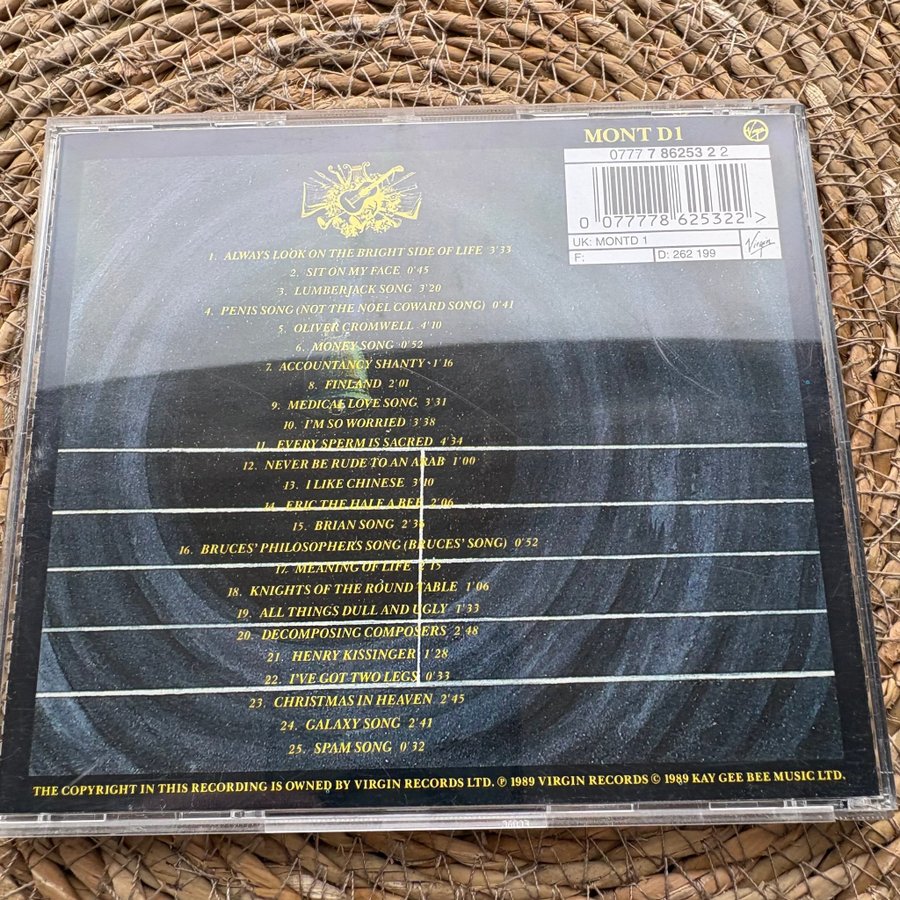 MONT D1
Virgin
0777 7 86253 2 2
0 077778 625322 >
UK: MONTD 1
F:
D: 262 199
Virgin
1. ALWAYS LOOK ON THE BRIGHT SIDE OF LIFE 3'33
2. SIT ON MY FACE 0'45
3. LUMBERJACK SONG 3'20
4. PENIS SONG (NOT THE NOEL COWARD SONG) 0'41
5. OLIVER CROMWELL 4'10
6. MONEY SONG 0'52
7. ACCOUNTANCY SHANTY 1'16
8. FINLAND 2'01
9. MEDICAL LOVE SONG 3'31
10. I'M SO WORRIED 3'38
11. EVERY SPERM IS SACRED 4'34
12. NEVER BE RUDE TO AN ARAB 1'00
13. I LIKE CHINESE 3'10
14. ERIC THE HALF A BEE 2'06
15. BRIAN SONG
16. BRUCES' PHILOSOPHERS SONG (BRUCES' SONG) 0'52
17. MEANING OF LIFE 2'15
18. KNIGHTS OF THE ROUND TABLE 1'06
19. ALL THINGS DULL AND UGLY 1'33
20. DECOMPOSING COMPOSERS 2'48
21. HENRY KISSINGER 1'28
22. I'VE GOT TWO LEGS 0'33
23. CHRISTMAS IN HEAVEN 2'45
24. GALAXY SONG 2'41
25. SPAM SONG 0'32
THE COPYRIGHT IN THIS RECORDING IS OWNED BY VIRGIN RECORDS LTD. ℗ 1989 VIRGIN RECORDS © 1989 KAY GEE BEE MUSIC LTD.